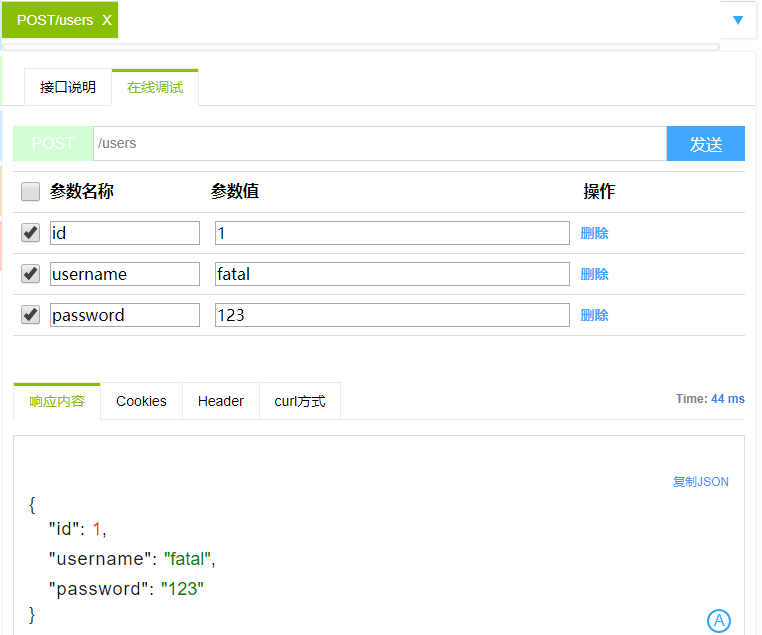 POST/users X
接口说明 在线调试
POST /users 发送
参数名称 参数值 操作
id 1 删除
username fatal 删除
password 123 删除
响应内容 Cookies Header curl方式 Time: 44 ms
复制JSON
{
"id": 1,
"username": "fatal",
"password": "123"
}
A